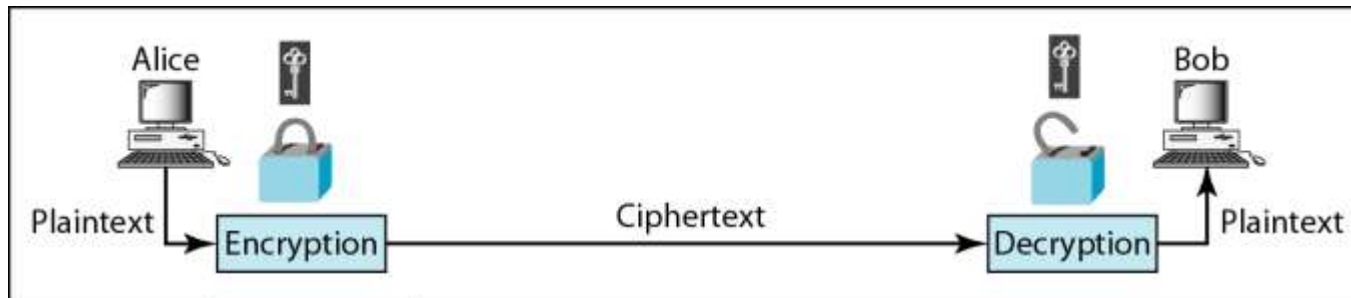 Alice
Bob
Plaintext
Encryption
Ciphertext
Decryption
Plaintext